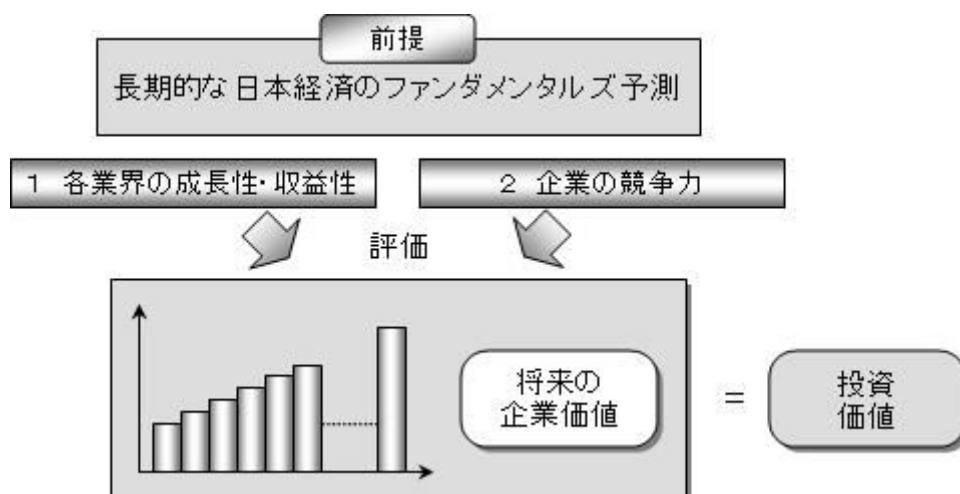 前提
長期的な日本経済のファンダメンタルズ予測
1 各業界の成長性・収益性
2 企業の競争力
評価
将来の
企業価値
=
投資
価値